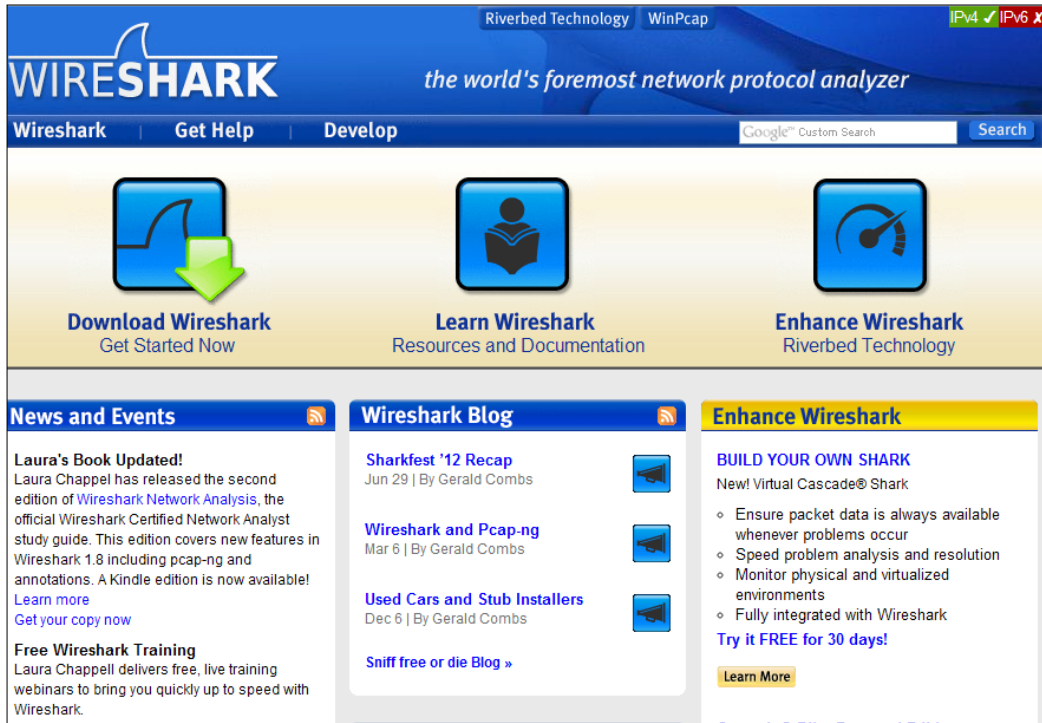 Riverbed Technology WinPcap
IPv4 ✓ IPv6 ✗
WIRESHARK
the world's foremost network protocol analyzer
Wireshark | Get Help | Develop
Google™ Custom Search
Search
Download Wireshark
Get Started Now
Learn Wireshark
Resources and Documentation
Enhance Wireshark
Riverbed Technology
News and Events
Laura's Book Updated!
Laura Chappel has released the second
edition of Wireshark Network Analysis, the
official Wireshark Certified Network Analyst
study guide. This edition covers new features in
Wireshark 1.8 including pcap-ng and
annotations. A Kindle edition is now available!
Learn more
Get your copy now
Free Wireshark Training
Laura Chappell delivers free, live training
webinars to bring you quickly up to speed with
Wireshark.
Wireshark Blog
Sharkfest '12 Recap
Jun 29 | By Gerald Combs
Wireshark and Pcap-ng
Mar 6 | By Gerald Combs
Used Cars and Stub Installers
Dec 6 | By Gerald Combs
Sniff free or die Blog »
Enhance Wireshark
BUILD YOUR OWN SHARK
New! Virtual Cascade® Shark
◦ Ensure packet data is always available
whenever problems occur
◦ Speed problem analysis and resolution
◦ Monitor physical and virtualized
environments
◦ Fully integrated with Wireshark
Try it FREE for 30 days!
Learn More